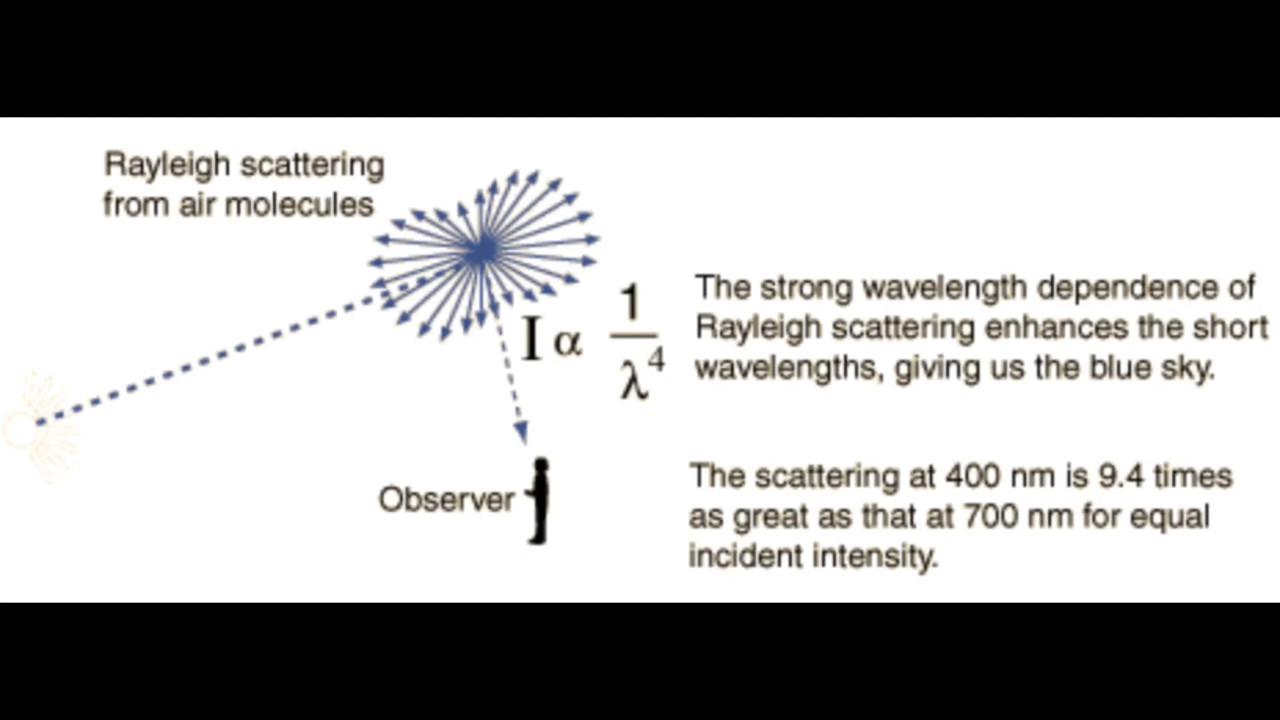 Rayleigh scattering
from air molecules
I α 1/λ⁴
The strong wavelength dependence of
Rayleigh scattering enhances the short
wavelengths, giving us the blue sky.
Observer
The scattering at 400 nm is 9.4 times
as great as that at 700 nm for equal
incident intensity.